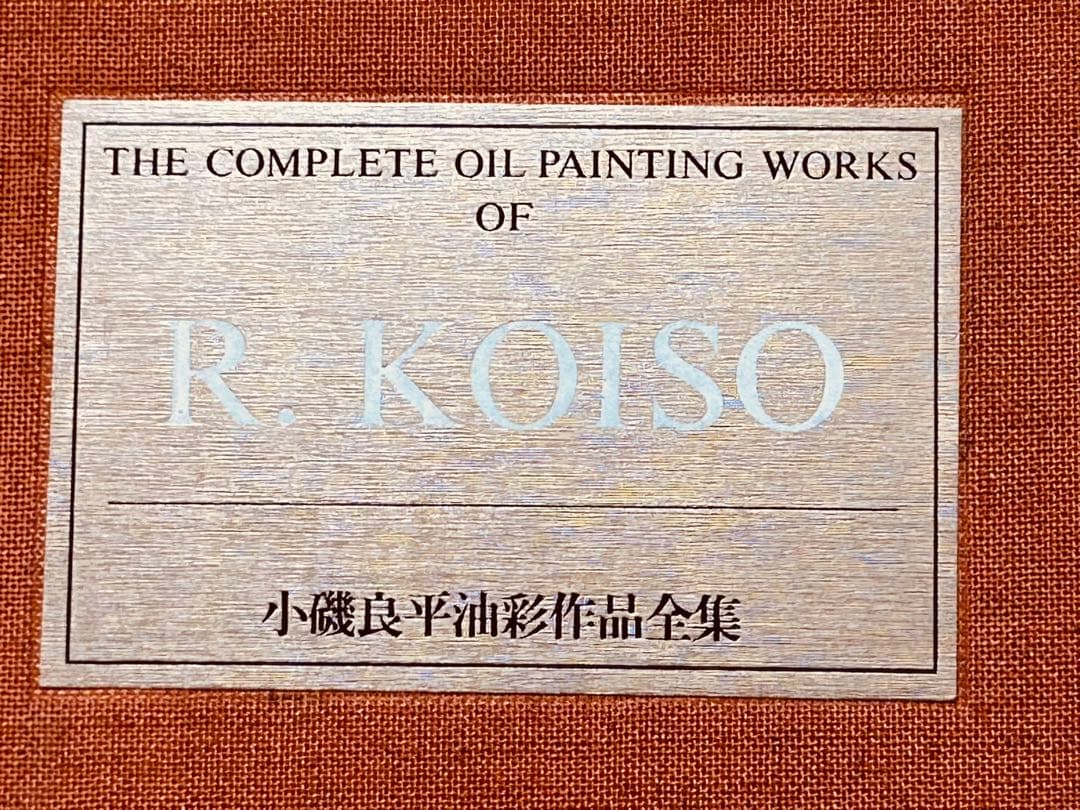 THE COMPLETE OIL PAINTING WORKS
OF
R. KOISO
小磯良平油彩作品全集